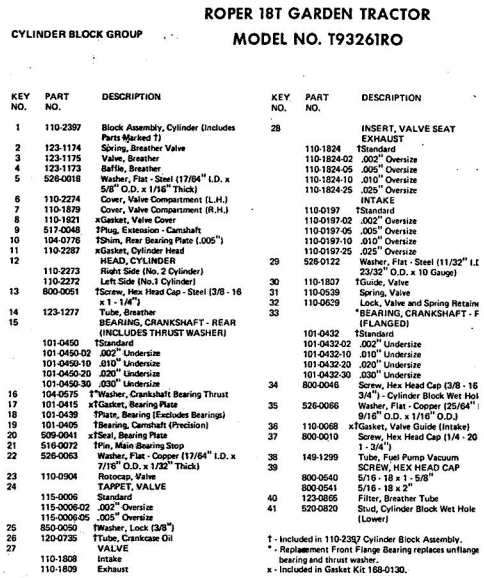 ROPER 18T GARDEN TRACTOR
CYLINDER BLOCK GROUP
MODEL NO. T93261RO
KEY NO. PART NO. DESCRIPTION
1 110-2397 Block Assembly, Cylinder (Includes
Parts Marked †)
2 123-1174 Spring, Breather Valve
3 123-1175 Valve, Breather
4 123-1173 Baffle, Breather
5 526-0018 Washer, Flat - Steel (17/64" I.D. x
5/8" O.D. x 1/16" Thick)
6 110-2274 Cover, Valve Compartment (L.H.)
7 110-1879 Cover, Valve Compartment (R.H.)
8 110-1921 xGasket, Valve Cover
9 517-0048 †Plug, Extension - Camshaft
10 104-0776 †Shim, Rear Bearing Plate (.005")
11 110-2287 xGasket, Cylinder Head
12 HEAD, CYLINDER
110-2273 Right Side (No. 2 Cylinder)
110-2272 Left Side (No.1 Cylinder)
13 800-0051 †Screw, Hex Head Cap - Steel (3/8 - 16
x 1 - 1/4")
14 123-1277 Tube, Breather
15 BEARING, CRANKSHAFT - REAR
(INCLUDES THRUST WASHER)
101-0450 †Standard
101-0450-02 .002" Undersize
101-0450-10 .010" Undersize
101-0450-20 .020" Undersize
101-0450-30 .030" Undersize
16 104-0575 †*Washer, Crankshaft Bearing Thrust
17 101-0415 x†Gasket, Bearing Plate
18 101-0439 †Plate, Bearing (Excludes Bearings)
19 101-0405 †Bearing, Camshaft (Precision)
20 509-0041 x†Seal, Bearing Plate
21 516-0072 †Pin, Main Bearing Stop
22 526-0063 Washer, Flat - Copper (17/64" I.D. x
7/16" O.D. x 1/32" Thick)
23 110-0904 Rotocap, Valve
24 TAPPET, VALVE
115-0006 Standard
115-0006-02 .002" Oversize
115-0006-05 .005" Oversize
25 850-0050 †Washer, Lock (3/8")
26 120-0735 †Tube, Crankcase Oil
27 VALVE
110-1808 Intake
110-1809 Exhaust
KEY NO. PART NO. DESCRIPTION
28 INSERT, VALVE SEAT
EXHAUST
110-1824 †Standard
110-1824-02 .002" Oversize
110-1824-05 .005" Oversize
110-1824-10 .010" Oversize
110-1824-25 .025" Oversize
INTAKE
110-0197 †Standard
110-0197-02 .002" Oversize
110-0197-05 .005" Oversize
110-0197-10 .010" Oversize
110-0197-25 .025" Oversize
29 526-0122 Washer, Flat - Steel (11/32" I.D
23/32" O.D. x 10 Gauge)
30 110-1807 †Guide, Valve
31 110-0539 Spring, Valve
32 110-0639 Lock, Valve and Spring Retaine
33 *BEARING, CRANKSHAFT - F
(FLANGED)
101-0432 †Standard
101-0432-02 .002" Undersize
101-0432-10 .010" Undersize
101-0432-20 .020" Undersize
101-0432-30 .030" Undersize
34 800-0046 Screw, Hex Head Cap (3/8 - 16
3/4") - Cylinder Block Wet Hol
35 526-0066 Washer, Flat - Copper (25/64"
9/16" O.D. x 1/16" O.D.)
36 110-0068 x†Gasket, Valve Guide (Intake)
37 800-0010 Screw, Hex Head Cap (1/4 - 20
1 - 3/4")
38 149-1299 Tube, Fuel Pump Vacuum
39 SCREW, HEX HEAD CAP
800-0540 5/16 - 18 x 1 - 5/8"
800-0541 5/16 - 18 x 2"
40 123-0865 Filter, Breather Tube
41 520-0820 Stud, Cylinder Block Wet Hole
(Lower)
† - Included in 110-2397 Cylinder Block Assembly.
* - Replacement Front Flange Bearing replaces unflange
bearing and thrust washer.
x - Included in Gasket Kit 168-0130.